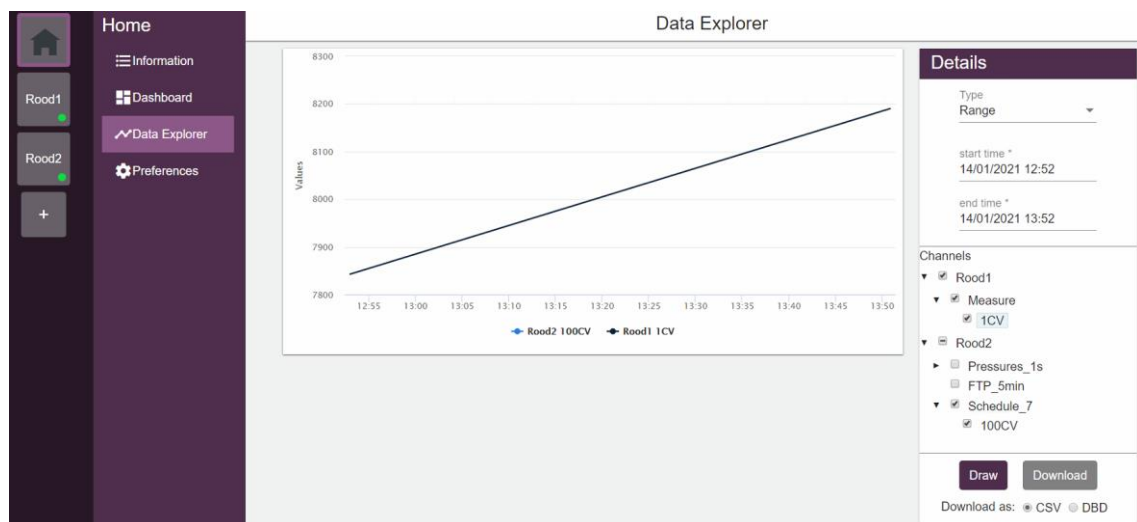 Home
Information
Dashboard
Data Explorer
Preferences
Rood1
Rood2
+
Data Explorer
8300
8200
8100
8000
7900
7800
Values
12:55 13:00 13:05 13:10 13:15 13:20 13:25 13:30 13:35 13:40 13:45 13:50
Rood2 100CV Rood1 1CV
Details
Type
Range
start time *
14/01/2021 12:52
end time *
14/01/2021 13:52
Channels
Rood1
Measure
1CV
Rood2
Pressures_1s
FTP_5min
Schedule_7
100CV
Draw Download
Download as: CSV DBD